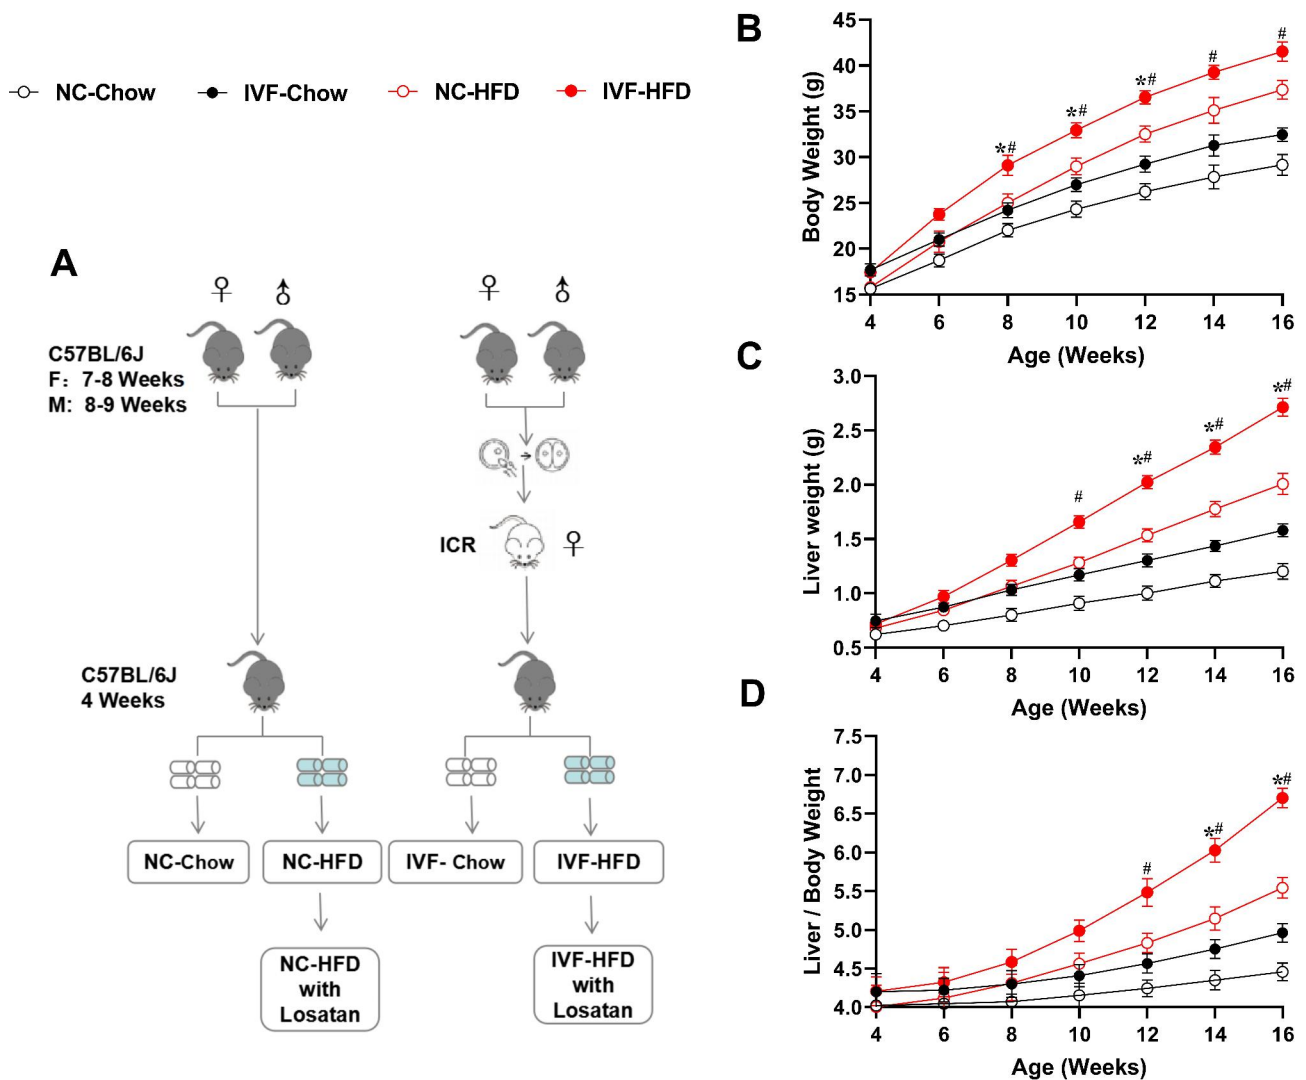 NC-Chow IVF-Chow NC-HFD IVF-HFD
A
♀ ♂ ♀ ♂
C57BL/6J
F: 7-8 Weeks
M: 8-9 Weeks
ICR ♀
C57BL/6J
4 Weeks
NC-Chow NC-HFD IVF- Chow IVF-HFD
NC-HFD
with
Losatan
IVF-HFD
with
Losatan
B
Body Weight (g)
45
40
35
30
25
20
15
*# *# *# # #
4 6 8 10 12 14 16
Age (Weeks)
C
Liver weight (g)
3.0
2.5
2.0
1.5
1.0
0.5
# *# *# *#
4 6 8 10 12 14 16
Age (Weeks)
D
Liver / Body Weight
7.5
7.0
6.5
6.0
5.5
5.0
4.5
4.0
# *# *#
4 6 8 10 12 14 16
Age (Weeks)